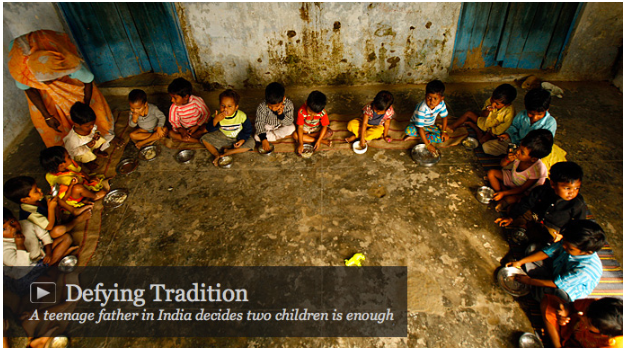 Defying Tradition
A teenage father in India decides two children is enough